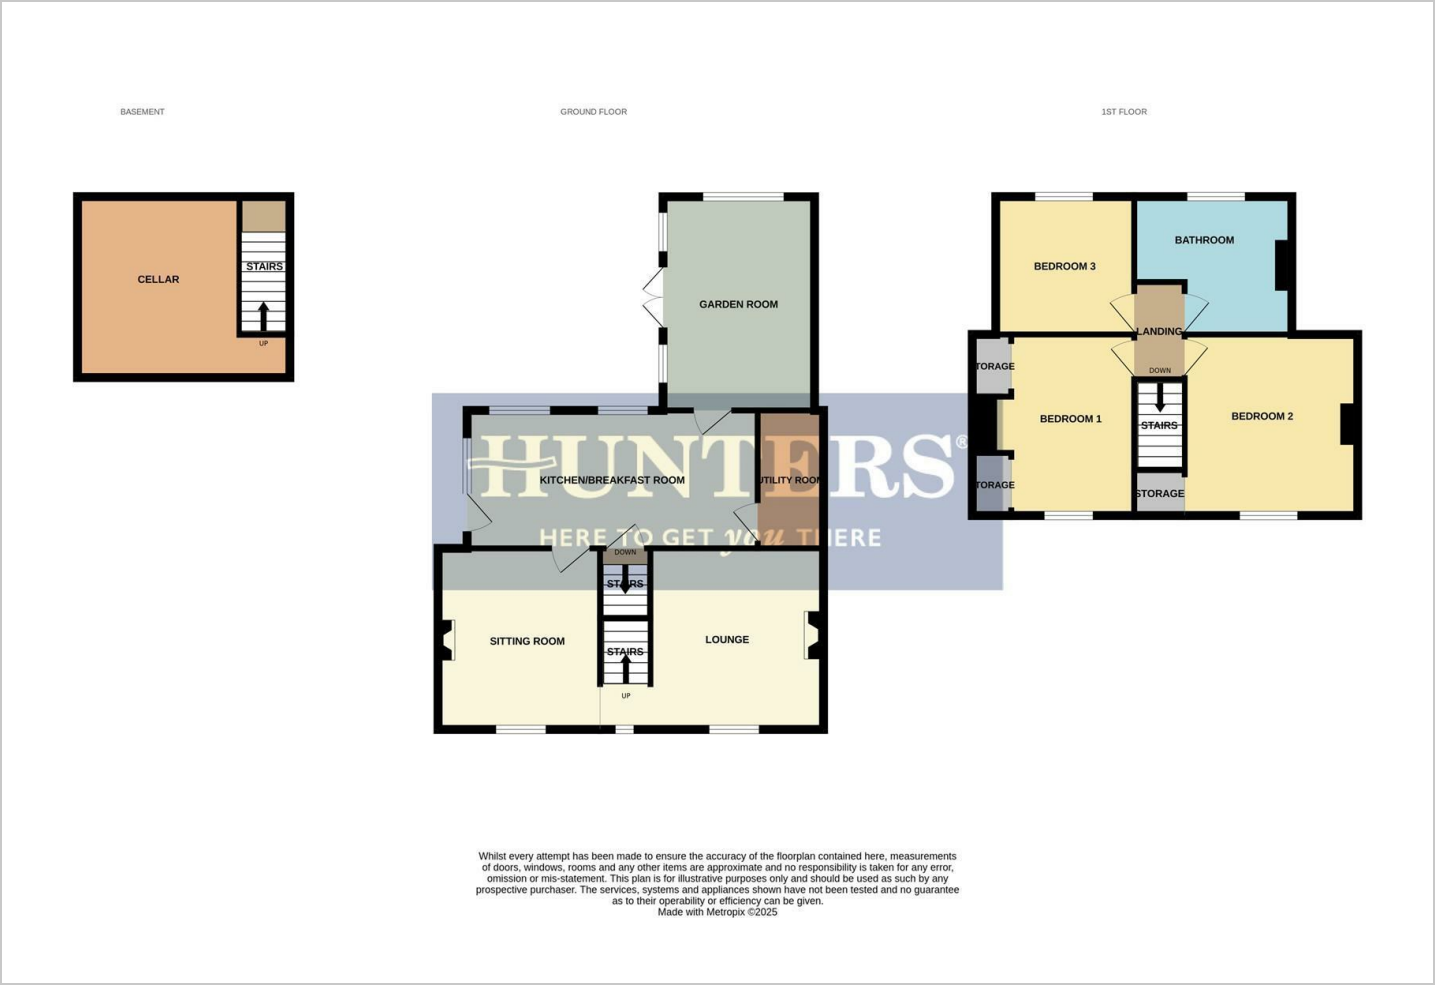 BASEMENT
GROUND FLOOR
1ST FLOOR
CELLAR
STAIRS
UP
GARDEN ROOM
HUNTERS®
KITCHEN/BREAKFAST ROOM
UTILITY ROOM
HERE TO GET you THERE
DOWN
STAIRS
SITTING ROOM
LOUNGE
STAIRS
UP
BEDROOM 3
BATHROOM
LANDING
STORAGE
DOWN
BEDROOM 1
BEDROOM 2
STAIRS
STORAGE
STORAGE
Whilst every attempt has been made to ensure the accuracy of the floorplan contained here, measurements
of doors, windows, rooms and any other items are approximate and no responsibility is taken for any error,
omission or mis-statement. This plan is for illustrative purposes only and should be used as such by any
prospective purchaser. The services, systems and appliances shown have not been tested and no guarantee
as to their operability or efficiency can be given.
Made with Metropix ©2025